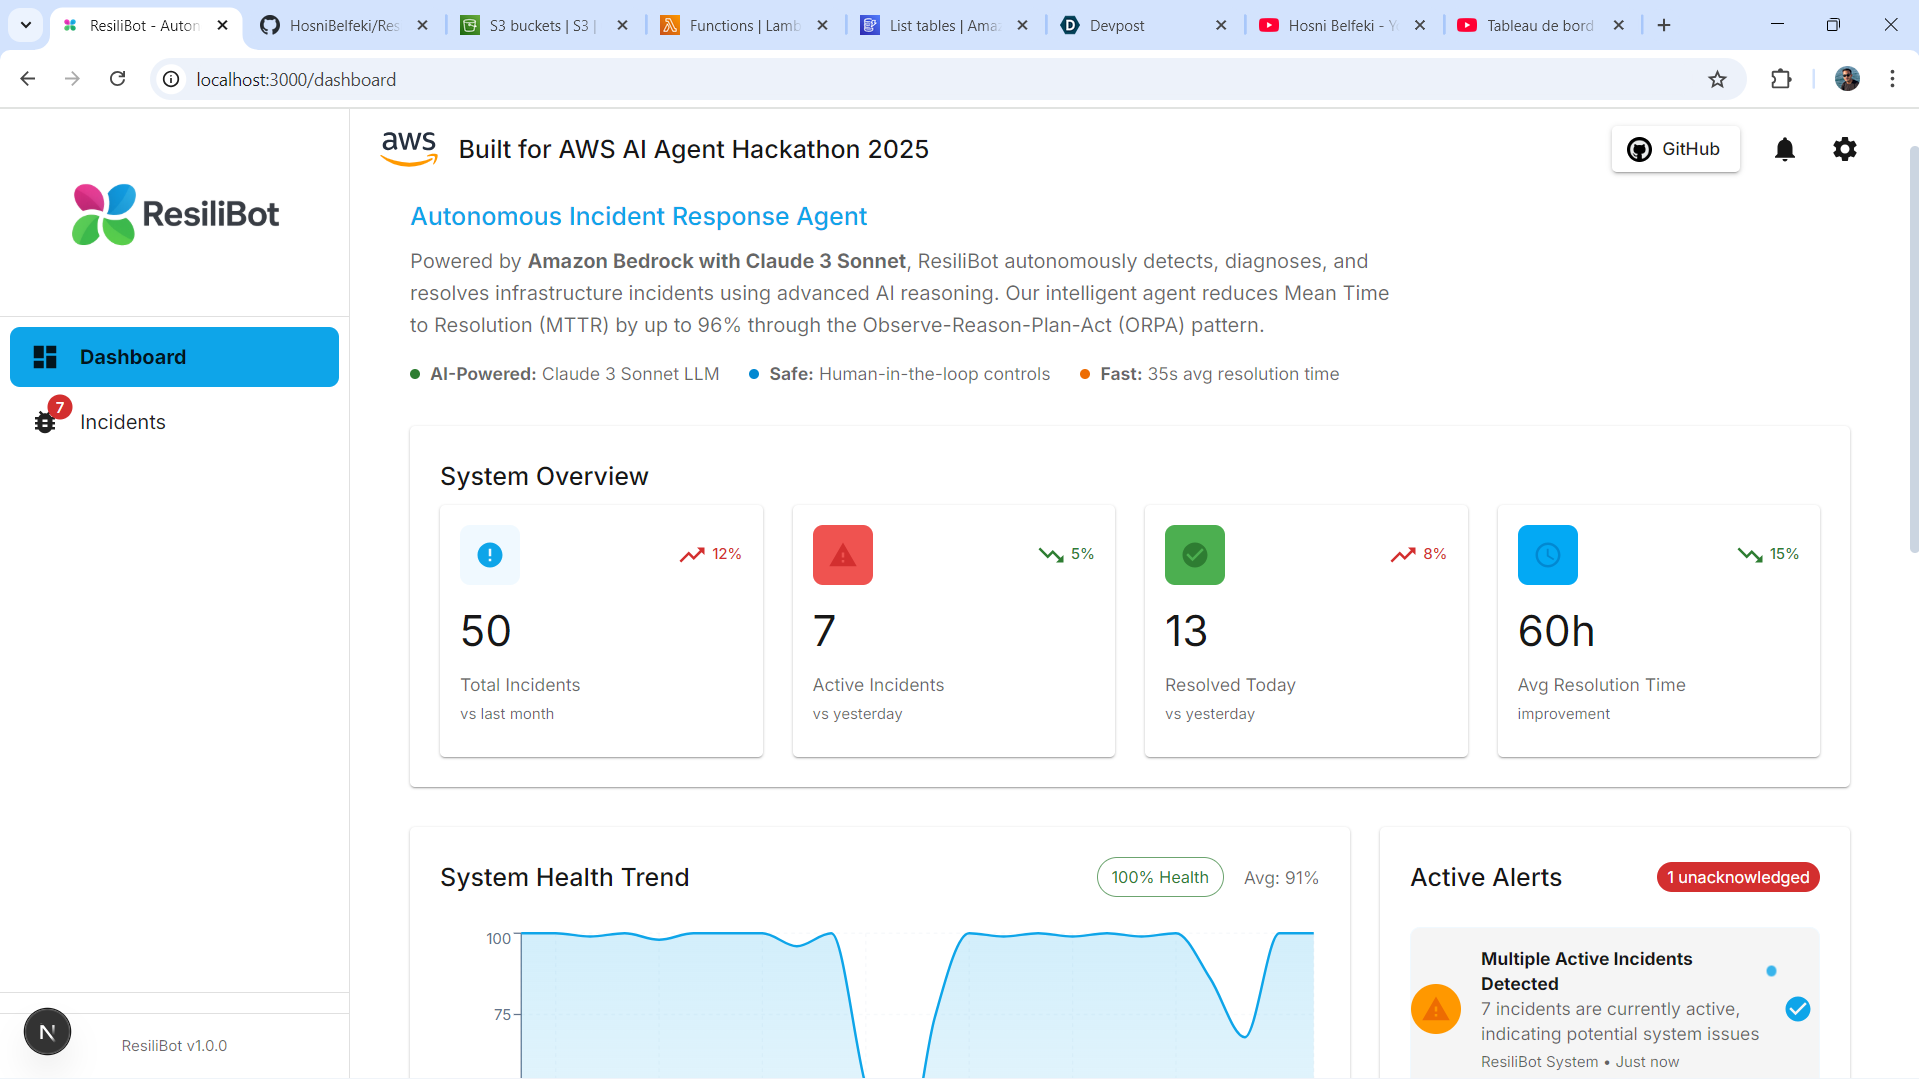 ResiliBot - Auton
HosniBelfeki/Res
S3 buckets | S3 |
Functions | Lamb
List tables | Ama
Devpost
Hosni Belfeki - Y
Tableau de bord
localhost:3000/dashboard
ResiliBot
Dashboard
7
Incidents
N
ResiliBot v1.0.0
aws
Built for AWS AI Agent Hackathon 2025
GitHub
Autonomous Incident Response Agent
Powered by Amazon Bedrock with Claude 3 Sonnet, ResiliBot autonomously detects, diagnoses, and
resolves infrastructure incidents using advanced AI reasoning. Our intelligent agent reduces Mean Time
to Resolution (MTTR) by up to 96% through the Observe-Reason-Plan-Act (ORPA) pattern.
AI-Powered: Claude 3 Sonnet LLM
Safe: Human-in-the-loop controls
Fast: 35s avg resolution time
System Overview
12%
50
Total Incidents
vs last month
5%
7
Active Incidents
vs yesterday
8%
13
Resolved Today
vs yesterday
15%
60h
Avg Resolution Time
improvement
System Health Trend
100% Health
Avg: 91%
100
75
Active Alerts
1 unacknowledged
Multiple Active Incidents
Detected
7 incidents are currently active,
indicating potential system issues
ResiliBot System • Just now